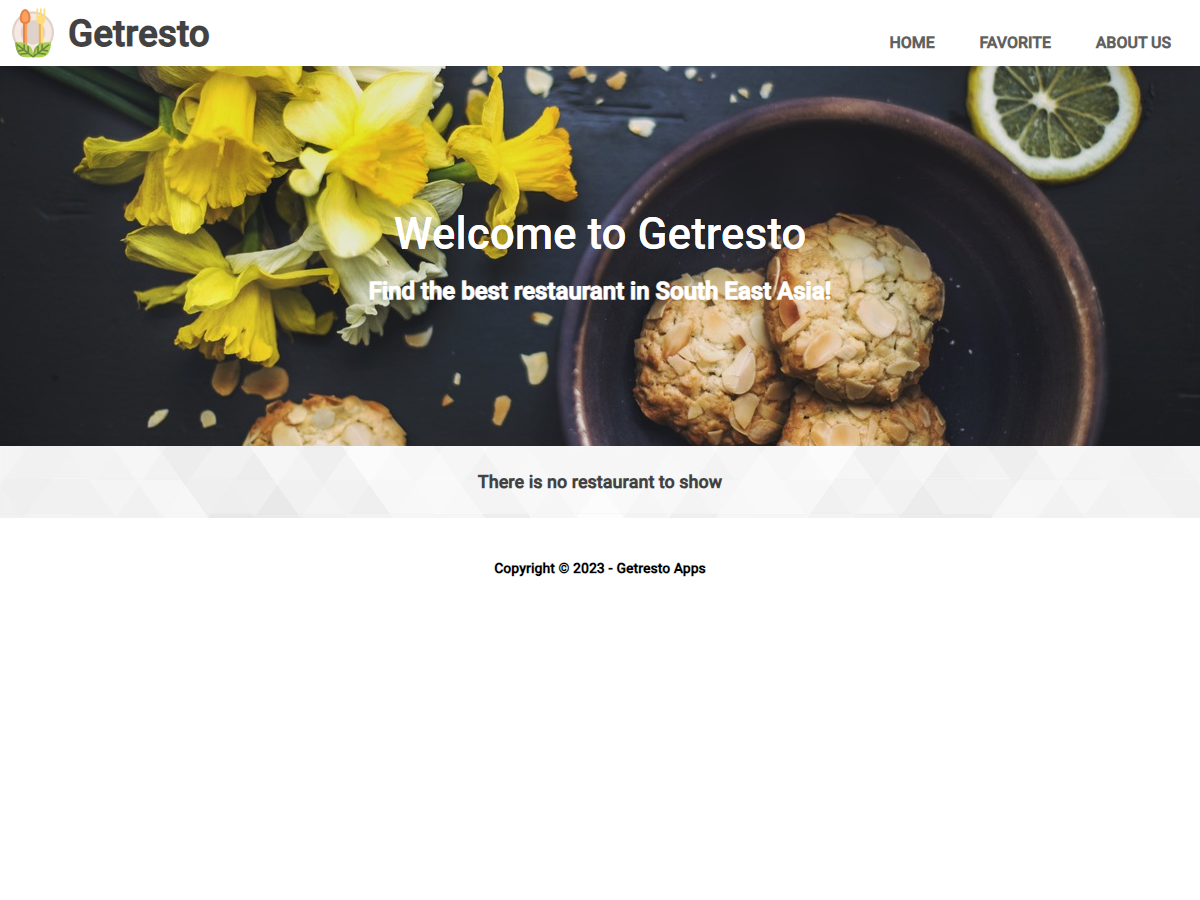 Getresto
HOME FAVORITE ABOUT US
Welcome to Getresto
Find the best restaurant in South East Asia!
There is no restaurant to show
Copyright © 2023 - Getresto Apps